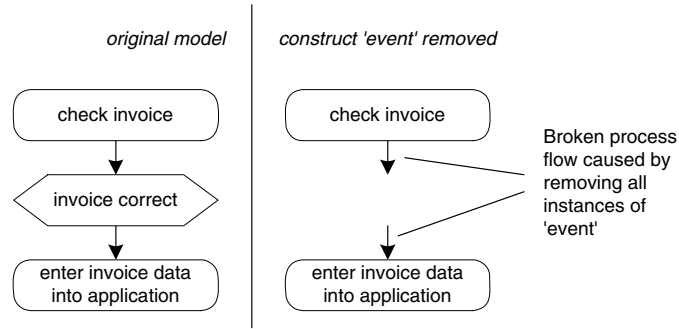 original model
construct 'event' removed
check invoice
invoice correct
enter invoice data
into application
check invoice
enter invoice data
into application
Broken process
flow caused by
removing all
instances of
'event'